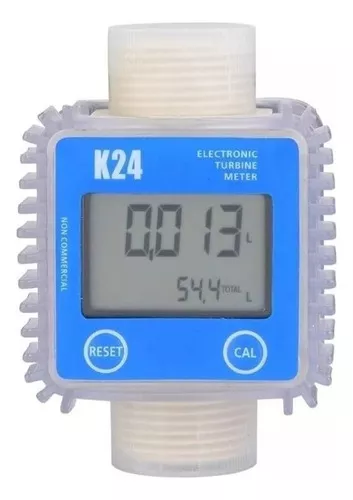 K24
ELECTRONIC
TURBINE
METER
NON COMMERCIAL
0.013 L
54.4 TOTAL L
RESET
CAL